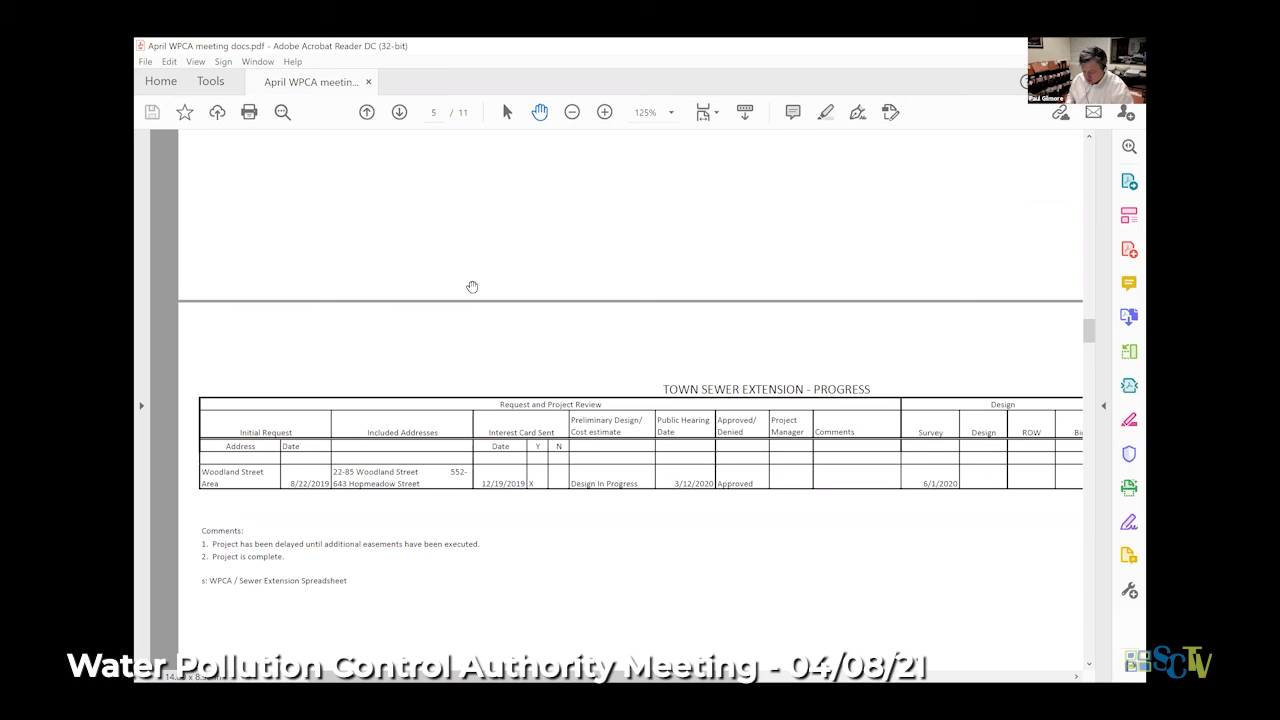 April WPCA meeting docs.pdf - Adobe Acrobat Reader DC (32-bit)
File Edit View Sign Window Help
Home Tools April WPCA meetin... ×
5 / 11 125%
Paul Gilmore
TOWN SEWER EXTENSION - PROGRESS
Request and Project Review Design
Initial Request Included Addresses Interest Card Sent Preliminary Design/ Cost estimate Public Hearing Date Approved/ Denied Project Manager Comments Survey Design ROW
Address Date Date Y N
Woodland Street Area 8/22/2019 22-85 Woodland Street 552-643 Hopmeadow Street 12/19/2019 X Design In Progress 3/12/2020 Approved 6/1/2020
Comments:
1. Project has been delayed until additional easements have been executed.
2. Project is complete.
s: WPCA / Sewer Extension Spreadsheet
Water Pollution Control Authority Meeting - 04/08/21
SCTV